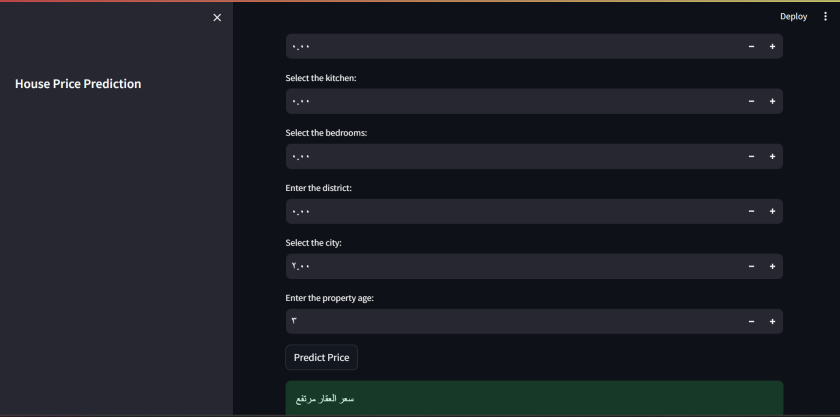 Deploy
House Price Prediction
٠.٠٠
Select the kitchen:
٠.٠٠
Select the bedrooms:
٠.٠٠
Enter the district:
٠.٠٠
Select the city:
٢.٠٠
Enter the property age:
٣
Predict Price
سعر العقار مرتفع